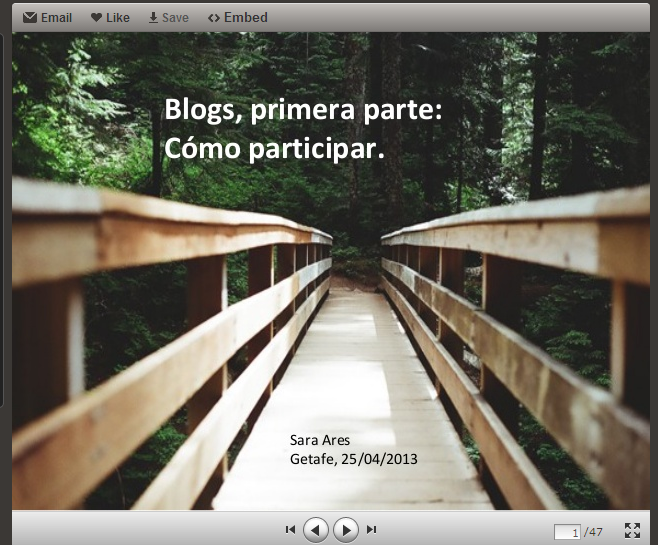 Email Like Save Embed
Blogs, primera parte:
Cómo participar.
Sara Ares
Getafe, 25/04/2013
1 /47